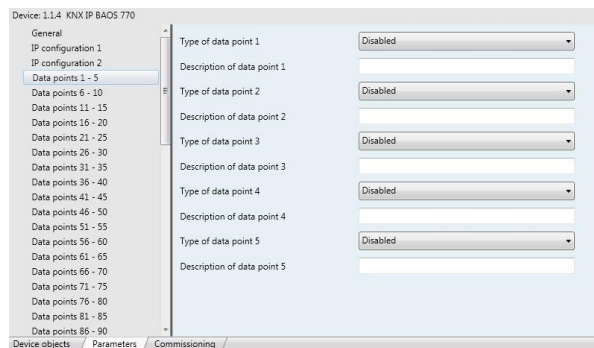 Device: 1.1.4 KNX IP BAOS 770
General
IP configuration 1
IP configuration 2
Data points 1 - 5
Data points 6 - 10
Data points 11 - 15
Data points 16 - 20
Data points 21 - 25
Data points 26 - 30
Data points 31 - 35
Data points 36 - 40
Data points 41 - 45
Data points 46 - 50
Data points 51 - 55
Data points 56 - 60
Data points 61 - 65
Data points 66 - 70
Data points 71 - 75
Data points 76 - 80
Data points 81 - 85
Data points 86 - 90
Type of data point 1 Disabled
Description of data point 1
Type of data point 2 Disabled
Description of data point 2
Type of data point 3 Disabled
Description of data point 3
Type of data point 4 Disabled
Description of data point 4
Type of data point 5 Disabled
Description of data point 5
Device objects / Parameters / Commissioning /